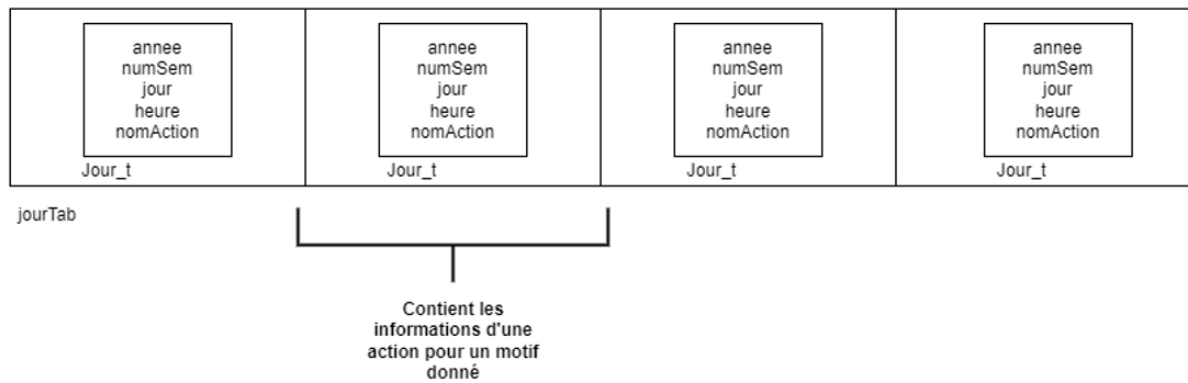 annee
numSem
jour
heure
nomAction
Jour_t
annee
numSem
jour
heure
nomAction
Jour_t
annee
numSem
jour
heure
nomAction
Jour_t
annee
numSem
jour
heure
nomAction
Jour_t
jourTab
Contient les
informations d'une
action pour un motif
donné